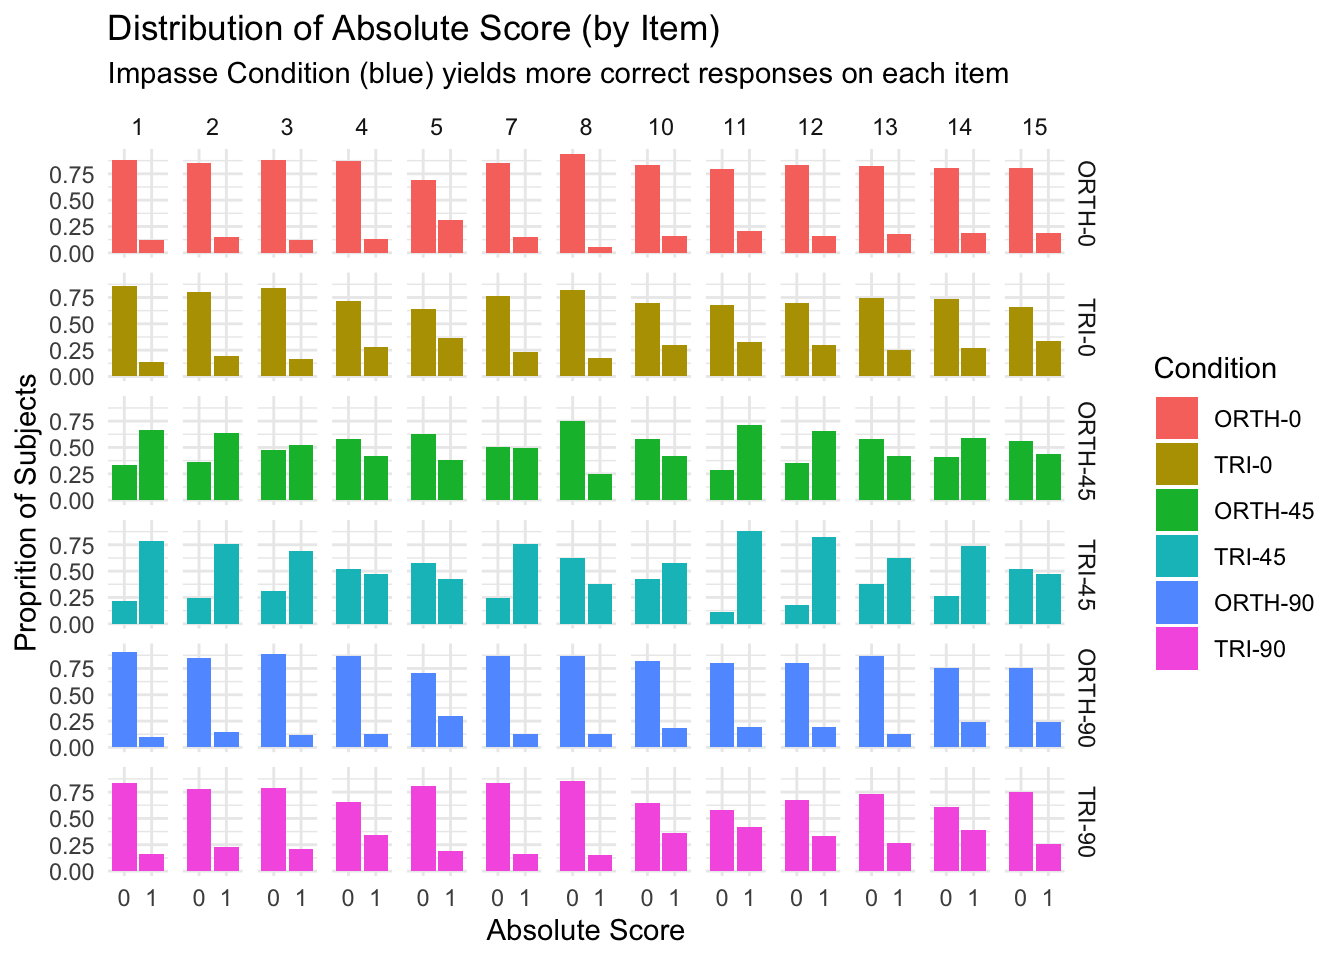 Distribution of Absolute Score (by Item)
Impasse Condition (blue) yields more correct responses on each item
1 2 3 4 5 7 8 10 11 12 13 14 15
0.75
0.50
0.25
0.00
ORTH-0
0.75
0.50
0.25
0.00
TRI-0
0.75
0.50
0.25
0.00
ORTH-45
0.75
0.50
0.25
0.00
TRI-45
0.75
0.50
0.25
0.00
ORTH-90
0.75
0.50
0.25
0.00
TRI-90
0 1 0 1 0 1 0 1 0 1 0 1 0 1 0 1 0 1 0 1 0 1 0 1 0 1
Absolute Score
Proprition of Subjects
Condition
ORTH-0
TRI-0
ORTH-45
TRI-45
ORTH-90
TRI-90